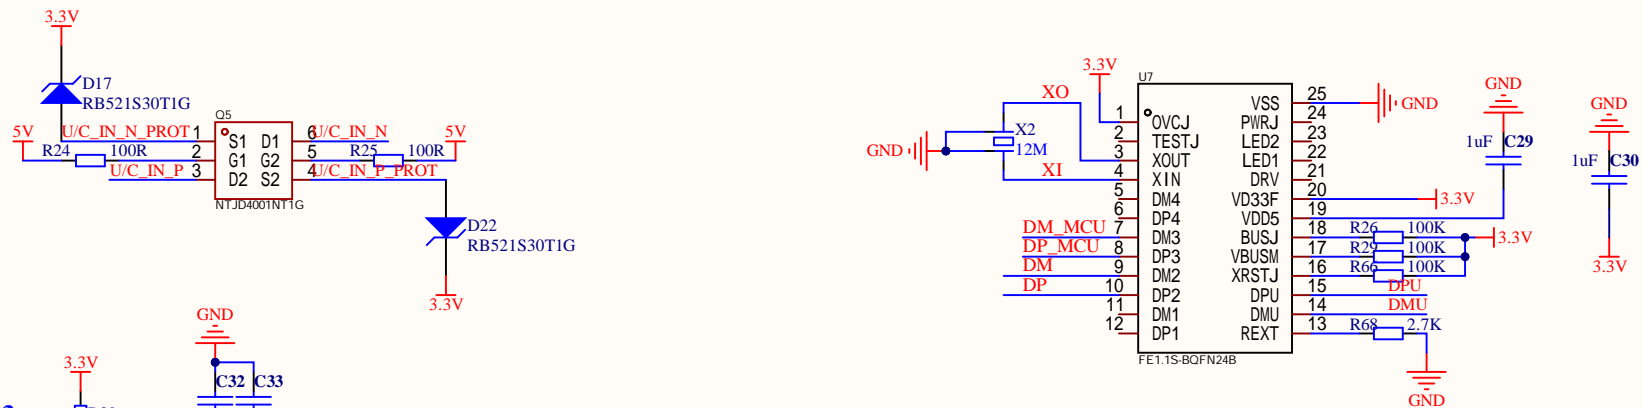 3.3V
D17
RB521S30T1G
Q5
5V
U/C_IN_N_PROT
1
S1
D1
6
U/C_IN_N
5V
R24
100R
2
G1
G2
5
R25
100R
U/C_IN_P
3
D2
S2
4
U/C_IN_P_PROT
NTJD4001NT1G
D22
RB521S30T1G
3.3V
GND
3.3V
C32
C33
3.3V
U7
XO
X2
12M
GND
XI
1
OVCJ
2
TESTJ
3
XOUT
4
XIN
5
DM4
6
DP4
DM_MCU
7
DM3
DP_MCU
8
DP3
DM
9
DM2
DP
10
DP2
11
DM1
12
DP1
VSS
25
GND
PWRJ
24
LED2
23
LED1
22
DRV
21
VD33F
20
3.3V
VDD5
19
BUSJ
18
R26
100K
3.3V
VBUSM
17
R29
100K
XRSTJ
16
R66
100K
DPU
15
DPU
DMU
14
DMU
REXT
13
R68
2.7K
FE1.1S-BQFN24B
GND
GND
1uF
C29
GND
1uF
C30
3.3V